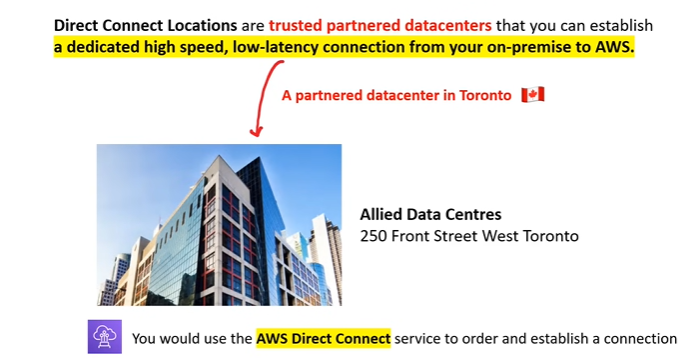 Direct Connect Locations are trusted partnered datacenters that you can establish
a dedicated high speed, low-latency connection from your on-premise to AWS.
A partnered datacenter in Toronto
Allied Data Centres
250 Front Street West Toronto
You would use the AWS Direct Connect service to order and establish a connection